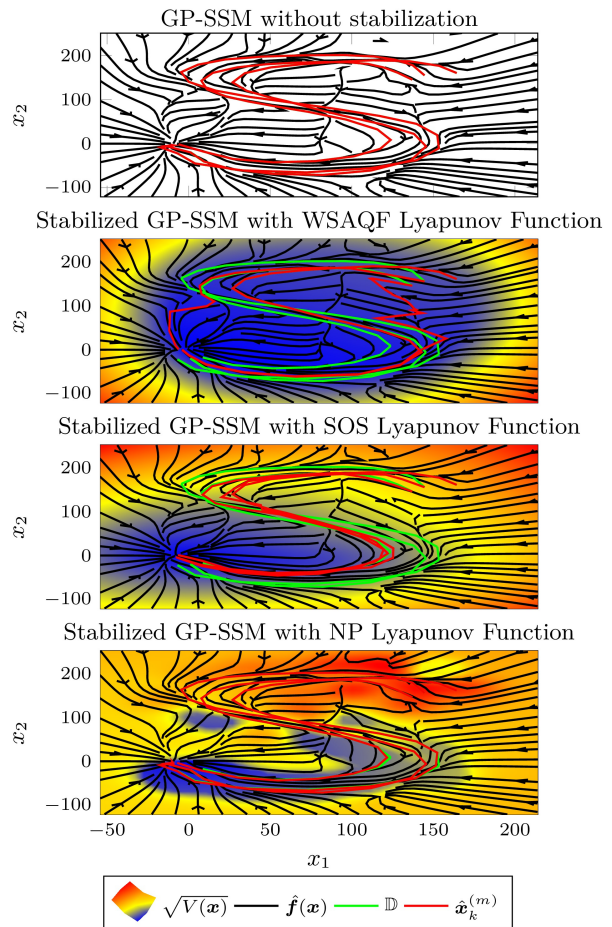 GP-SSM without stabilization
200
100
0
−100
x₂
Stabilized GP-SSM with WSAQF Lyapunov Function
200
100
0
−100
x₂
Stabilized GP-SSM with SOS Lyapunov Function
200
100
0
−100
x₂
Stabilized GP-SSM with NP Lyapunov Function
200
100
0
−100
x₂
−50 0 50 100 150 200
x₁
√V(x) f̂(x) 𝔻 x̂ₖ⁽ᵐ⁾